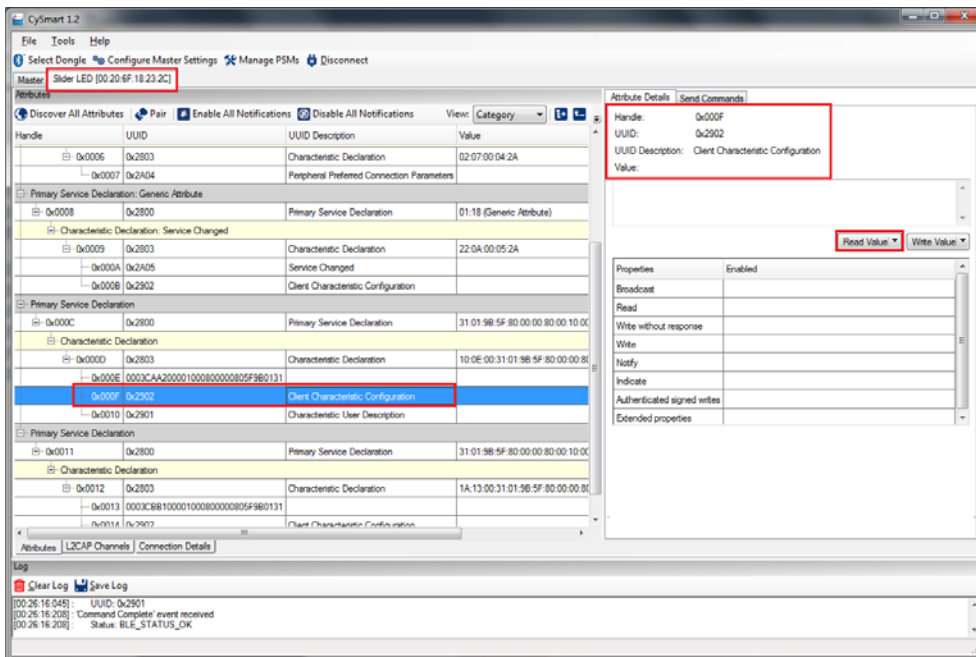 CySmart 1.2
File Tools Help
Select Dongle Configure Master Settings Manage PSMs Disconnect
Master Slider LED [00:20:6F:18:23:2C]
Attributes
Discover All Attributes Pair Enable All Notifications Disable All Notifications View: Category
Handle UUID UUID Description Value
0x0006 0x2803 Characteristic Declaration 02:07:00:04:2A
0x0007 0x2A04 Peripheral Preferred Connection Parameters
Primary Service Declaration: Generic Attribute
0x0008 0x2800 Primary Service Declaration 01:18 (Generic Attribute)
Characteristic Declaration: Service Changed
0x0009 0x2803 Characteristic Declaration 22:0A:00:05:2A
0x000A 0x2A05 Service Changed
0x000B 0x2902 Client Characteristic Configuration
Primary Service Declaration
0x000C 0x2800 Primary Service Declaration 31:01:9B:5F:80:00:00:80:00:10:00
Characteristic Declaration
0x000D 0x2803 Characteristic Declaration 10:0E:00:31:01:9B:5F:80:00:00:80
0x000E 0003CAA200001000800000805F9B0131
0x000F 0x2902 Client Characteristic Configuration
0x0010 0x2901 Characteristic User Description
Primary Service Declaration
0x0011 0x2800 Primary Service Declaration 31:01:9B:5F:80:00:00:80:00:10:00
Characteristic Declaration
0x0012 0x2803 Characteristic Declaration 1A:13:00:31:01:9B:5F:80:00:00:80
0x0013 0003CBB100001000800000805F9B0131
0x0014 0x2902 Client Characteristic Configuration
Attributes L2CAP Channels Connection Details
Attribute Details Send Commands
Handle: 0x000F
UUID: 0x2902
UUID Description: Client Characteristic Configuration
Value:
Read Value Write Value
Properties Enabled
Broadcast
Read
Write without response
Write
Notify
Indicate
Authenticated signed writes
Extended properties
Log
Clear Log Save Log
[00:26:16:045] : UUID: 0x2901
[00:26:16:208] : 'Command Complete' event received
[00:26:16:208] : Status: BLE_STATUS_OK